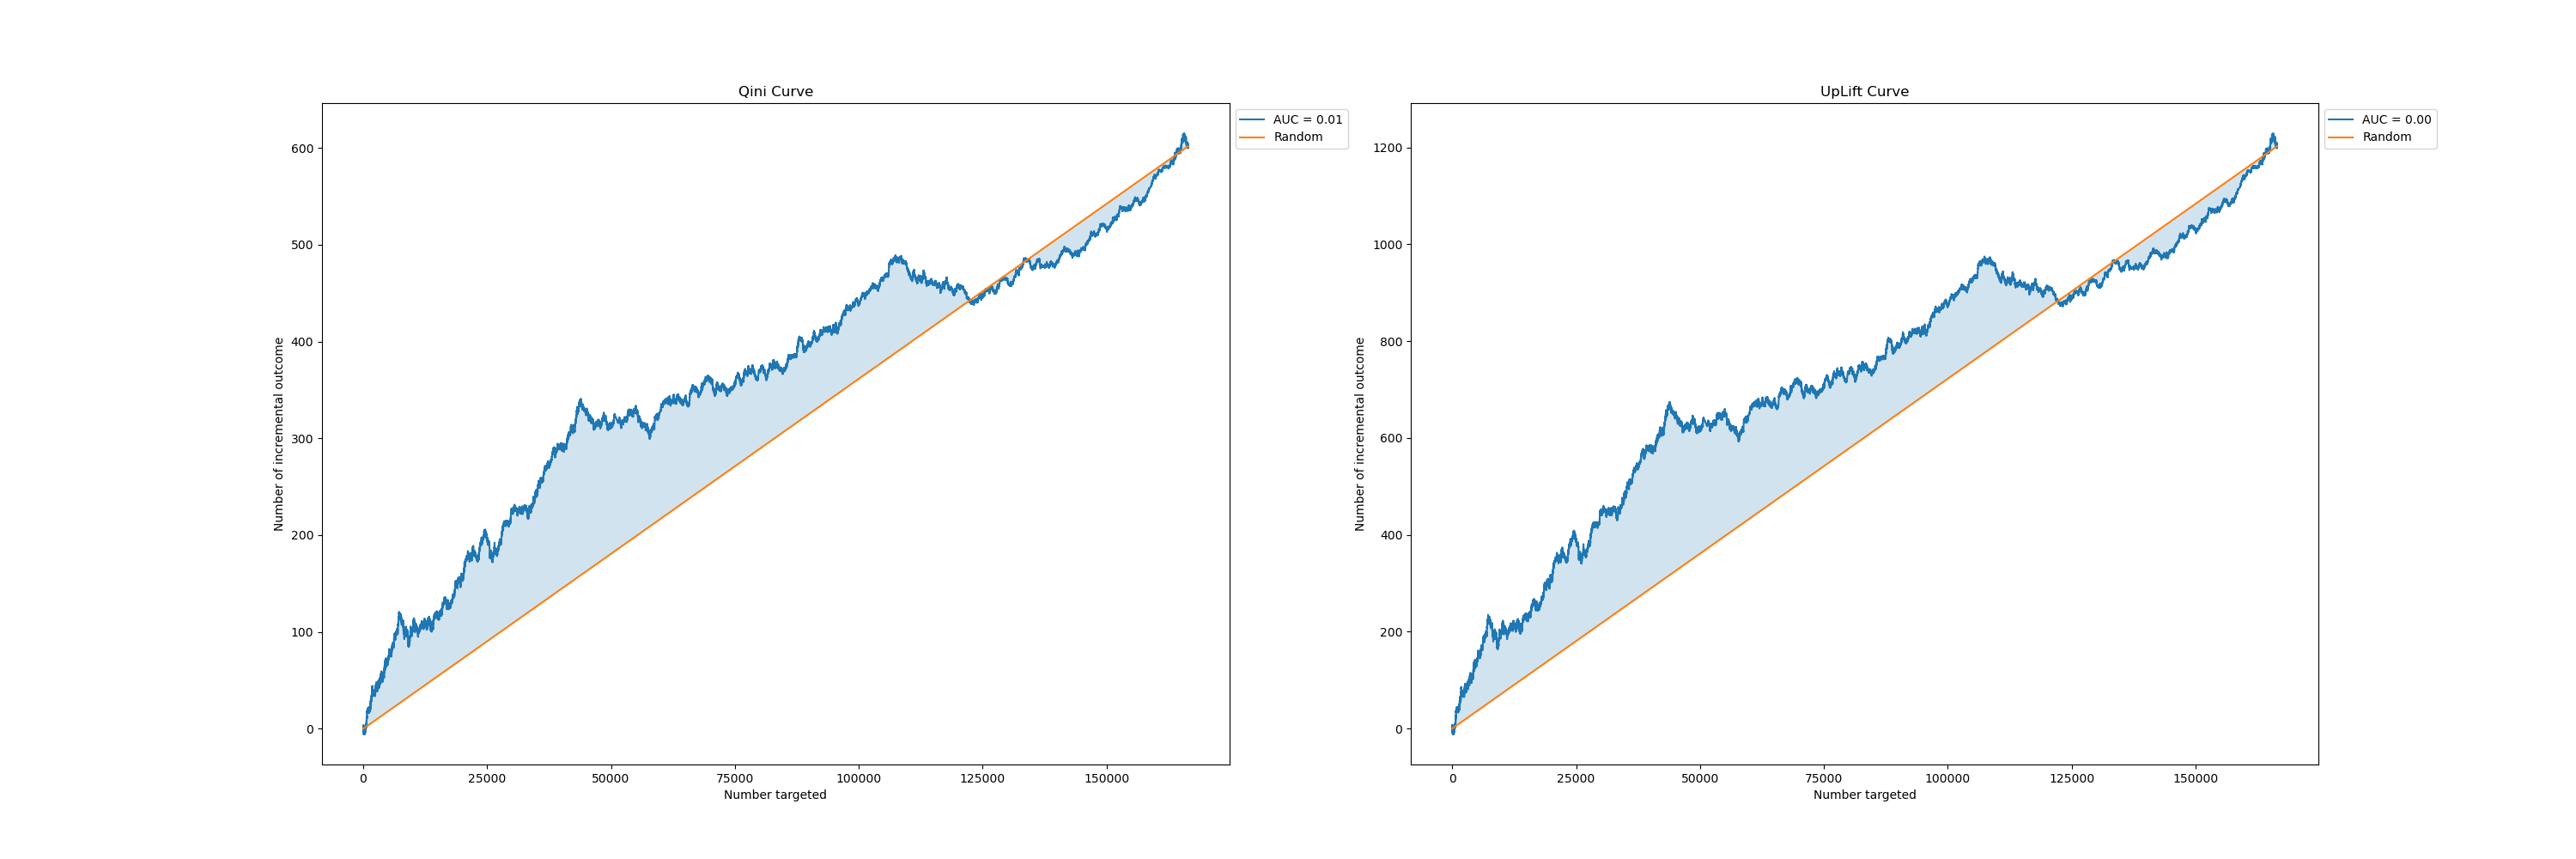 Qini Curve
AUC = 0.01
Random
600
500
400
300
200
100
0
Number of incremental outcome
0 25000 50000 75000 100000 125000 150000
Number targeted
UpLift Curve
AUC = 0.00
Random
1200
1000
800
600
400
200
0
Number of incremental outcome
0 25000 50000 75000 100000 125000 150000
Number targeted